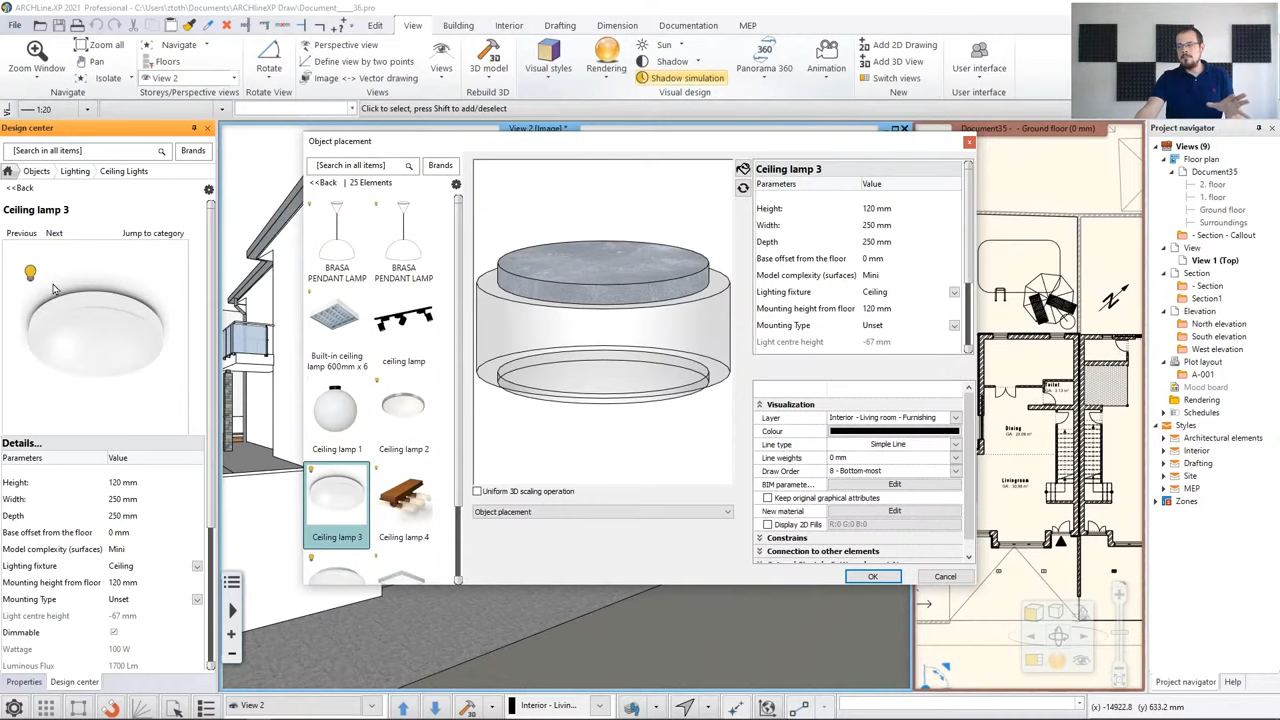 ARCHLine.XP 2021 Professional - C:\Users\ztoth\Documents\ARCHlineXP Draw\Document____36.pro
File Edit View Building Interior Drafting Dimension Documentation MEP
Zoom Window
Zoom all
Pan
Isolate
Navigate
Floors
View 2
Navigate
Storeys/Perspective views
Rotate
Rotate View
Perspective view
Define view by two points
Image <-> Vector drawing
Views
Views
3D model
Rebuild 3D
Visual styles
Rendering
Sun
Shadow
Shadow simulation
Panorama 360
Animation
Visual design
Add 2D Drawing
Add 3D View
Switch views
New
User interface
User interface
1:20
Click to select, press Shift to add/deselect
Design center
[Search in all items]
Brands
Objects
Lighting
Ceiling Lights
<<Back
Ceiling lamp 3
Previous
Next
Jump to category
Details...
Parameters Value
Height: 120 mm
Width: 250 mm
Depth 250 mm
Base offset from the floor 0 mm
Model complexity (surfaces) Mini
Lighting fixture Ceiling
Mounting height from floor 120 mm
Mounting Type Unset
Light centre height -67 mm
Dimmable
Wattage 100 W
Luminous Flux 1700 Lm
Properties
Design center
View 2 [Image] *
Object placement
[Search in all items]
Brands
<<Back | 25 Elements
BRASA PENDANT LAMP
BRASA PENDANT LAMP
Built-in ceiling lamp 600mm x 6
ceiling lamp
Ceiling lamp 1
Ceiling lamp 2
Ceiling lamp 3
Ceiling lamp 4
Uniform 3D scaling operation
Object placement
Ceiling lamp 3
Parameters Value
Height: 120 mm
Width: 250 mm
Depth 250 mm
Base offset from the floor: 0 mm
Model complexity (surfaces) Mini
Lighting fixture: Ceiling
Mounting height from floor: 120 mm
Mounting Type Unset
Light centre height -67 mm
Visualization
Layer Interior - Living room - Furnishing
Colour
Line type Simple Line
Line weights 0 mm
Draw Order 8 - Bottom-most
BIM paramete... Edit
Keep original graphical attributes
New material Edit
Display 2D Fills R:0 G:0 B:0
Constrains
Connection to other elements
OK
Cancel
Document35 - - Ground floor (0 mm)
Toilet
Dining
Livingroom
Project navigator
Views (9)
Floor plan
Document35
2. floor
1. floor
Ground floor
Surroundings
- Section - Callout
View
View 1 (Top)
Section
- Section
Section1
Elevation
North elevation
South elevation
West elevation
Plot layout
A-001
Mood board
Rendering
Schedules
Styles
Architectural elements
Interior
Drafting
Site
MEP
Zones
Project navigator
Help
View 2
Interior - Livin...
(x) -14922.8 (y) 633.2 mm